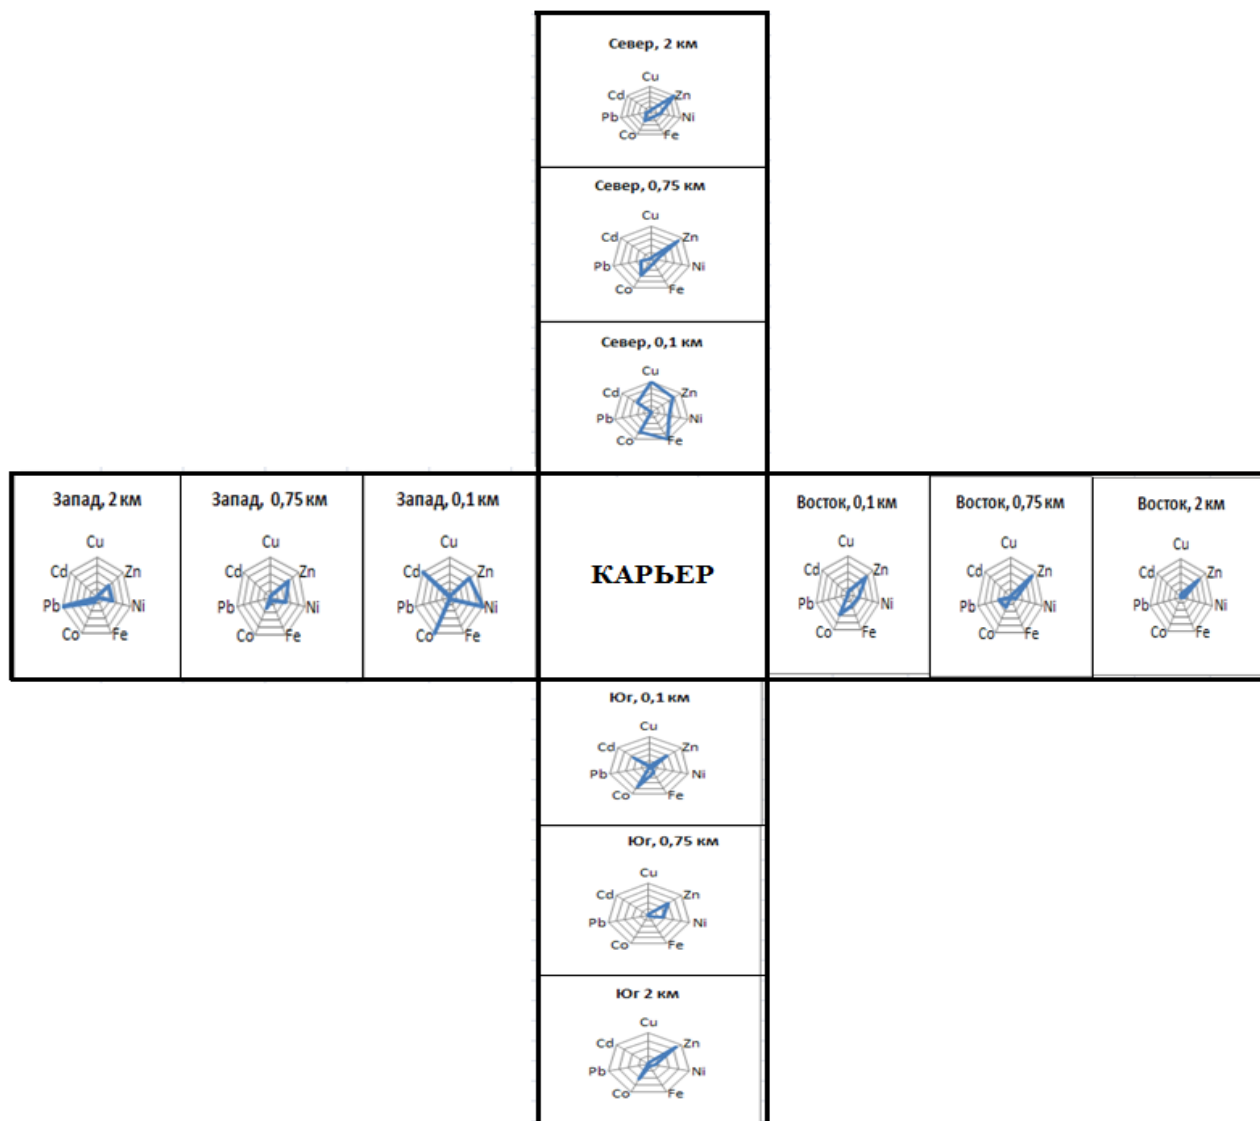 Север, 2 км
Cu
Cd
Zn
Pb
Ni
Co
Fe
Север, 0,75 км
Cu
Cd
Zn
Pb
Ni
Co
Fe
Север, 0,1 км
Cu
Cd
Zn
Pb
Ni
Co
Fe
Запад, 2 км
Cu
Cd
Zn
Pb
Ni
Co
Fe
Запад, 0,75 км
Cu
Cd
Zn
Pb
Ni
Co
Fe
Запад, 0,1 км
Cu
Cd
Zn
Pb
Ni
Co
Fe
КАРЬЕР
Восток, 0,1 км
Cu
Cd
Zn
Pb
Ni
Co
Fe
Восток, 0,75 км
Cu
Cd
Zn
Pb
Ni
Co
Fe
Восток, 2 км
Cu
Cd
Zn
Pb
Ni
Co
Fe
Юг, 0,1 км
Cu
Cd
Zn
Pb
Ni
Co
Fe
Юг, 0,75 км
Cu
Cd
Zn
Pb
Ni
Co
Fe
Юг 2 км
Cu
Cd
Zn
Pb
Ni
Co
Fe